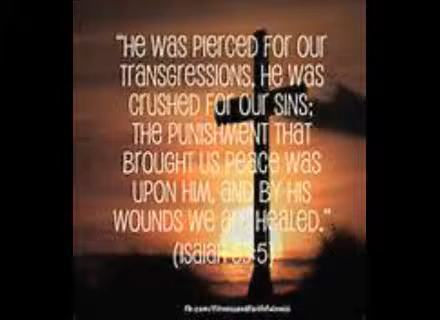 "He was pierced for our
transgressions, He was
crushed for our sins;
the punishment that
brought us peace was
upon Him, and by His
wounds we are healed."
(Isaiah 53:5)